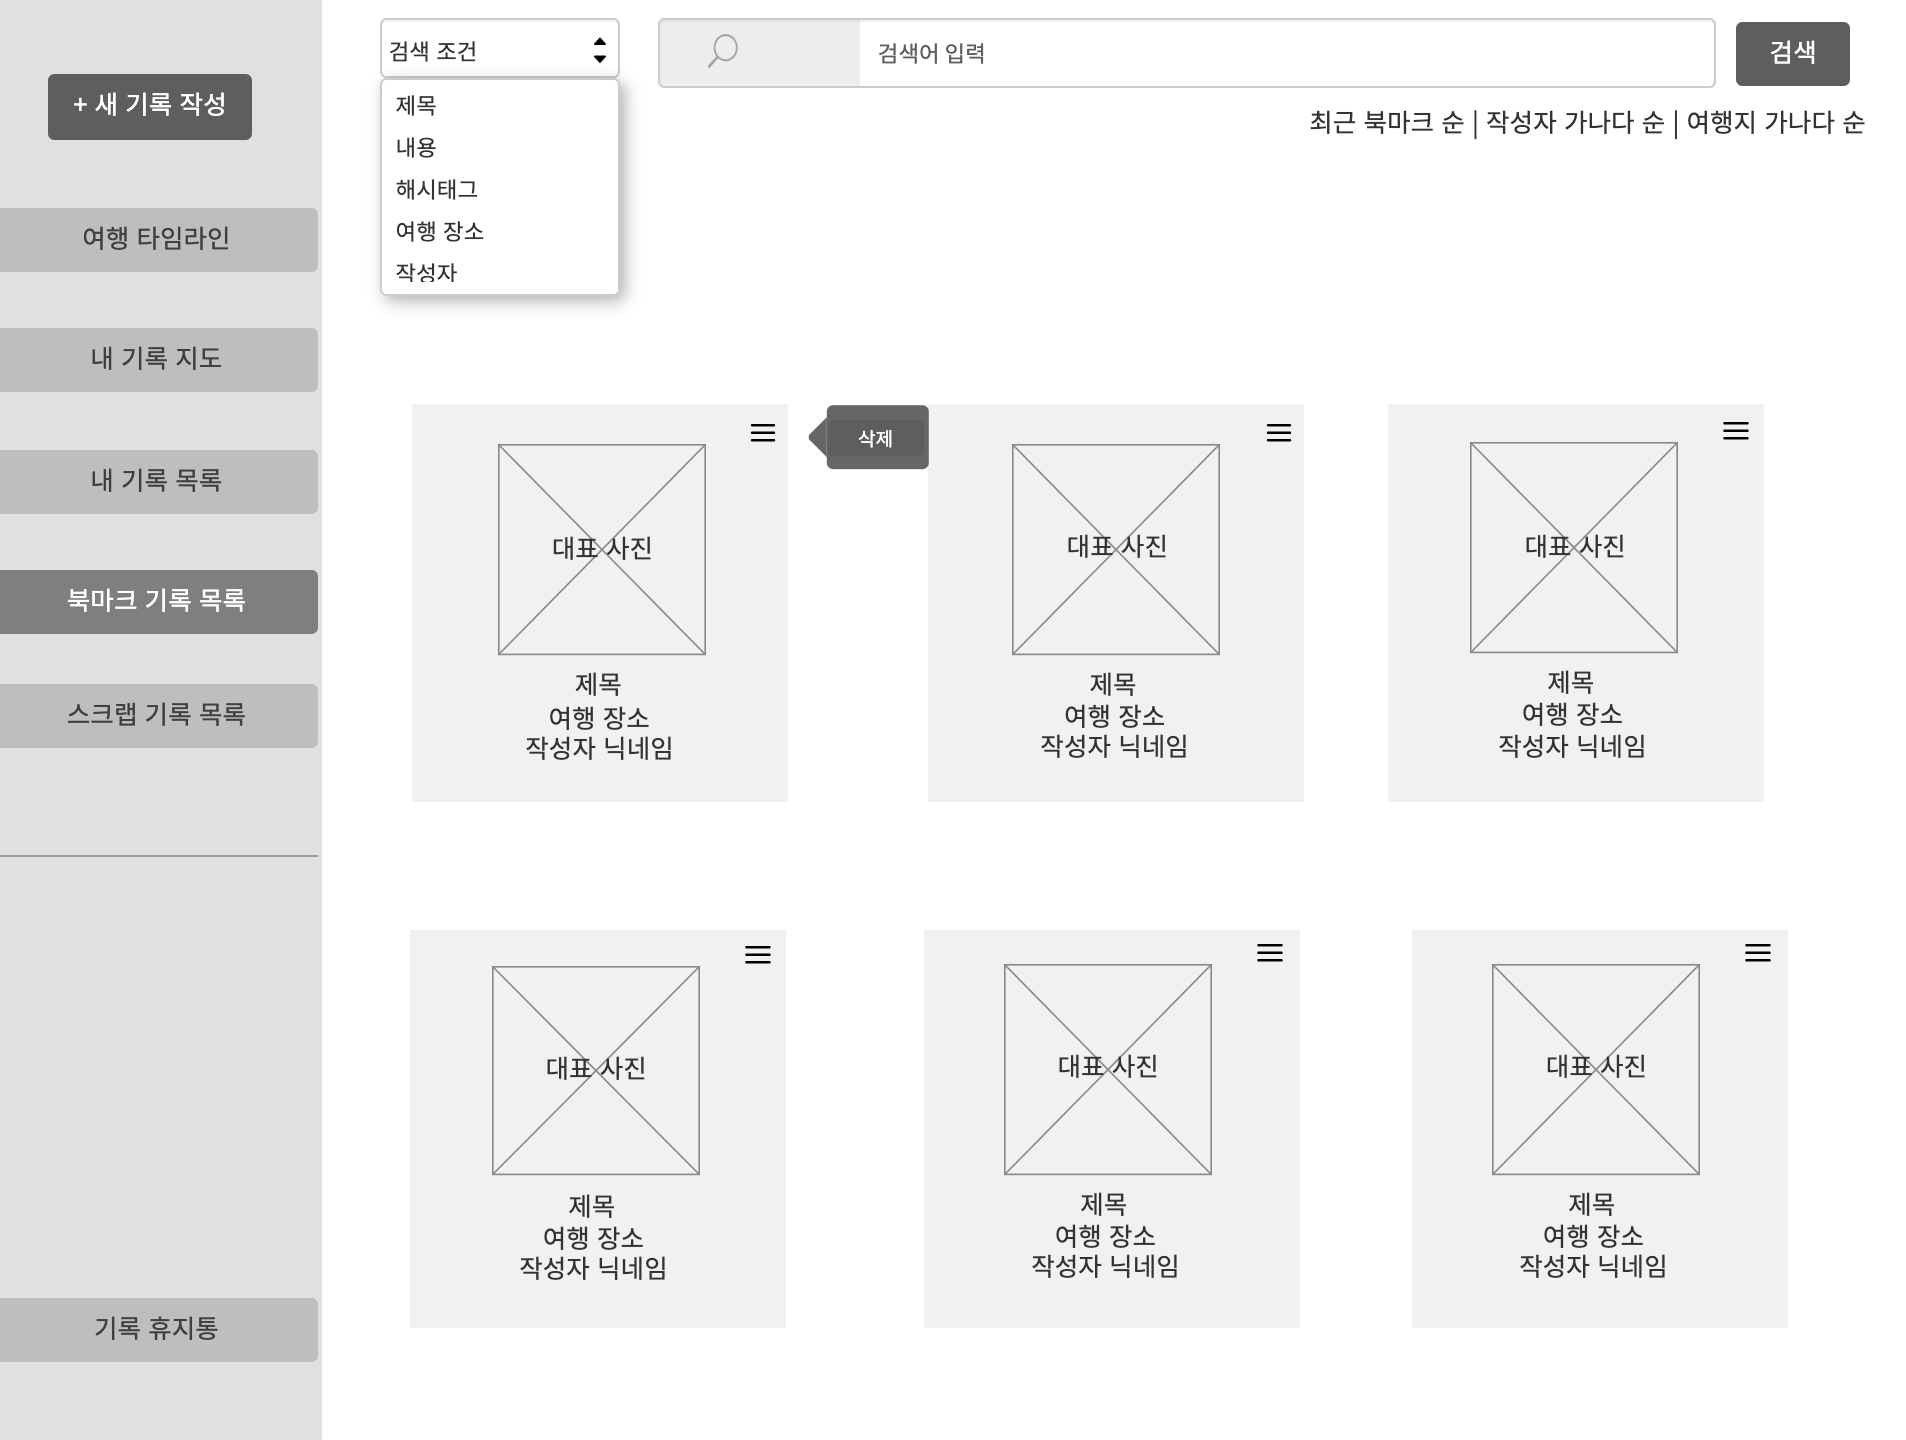 + 새 기록 작성
여행 타임라인
내 기록 지도
내 기록 목록
북마크 기록 목록
스크랩 기록 목록
기록 휴지통
검색 조건
제목
내용
해시태그
여행 장소
작성자
검색어 입력
검색
최근 북마크 순 | 작성자 가나다 순 | 여행지 가나다 순
대표 사진
제목
여행 장소
작성자 닉네임
삭제
대표 사진
제목
여행 장소
작성자 닉네임
대표 사진
제목
여행 장소
작성자 닉네임
대표 사진
제목
여행 장소
작성자 닉네임
대표 사진
제목
여행 장소
작성자 닉네임
대표 사진
제목
여행 장소
작성자 닉네임